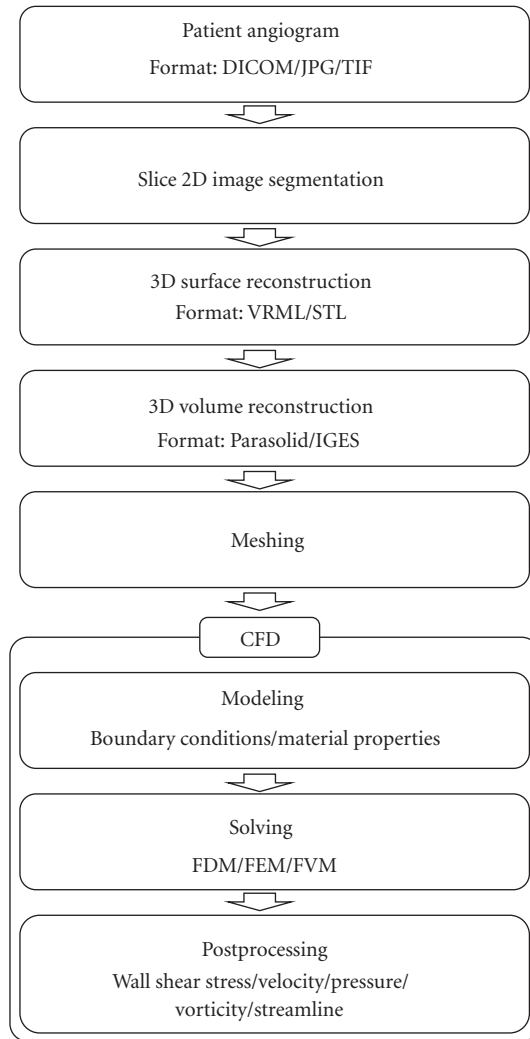 Patient angiogram
Format: DICOM/JPG/TIF
Slice 2D image segmentation
3D surface reconstruction
Format: VRML/STL
3D volume reconstruction
Format: Parasolid/IGES
Meshing
CFD
Modeling
Boundary conditions/material properties
Solving
FDM/FEM/FVM
Postprocessing
Wall shear stress/velocity/pressure/
vorticity/streamline